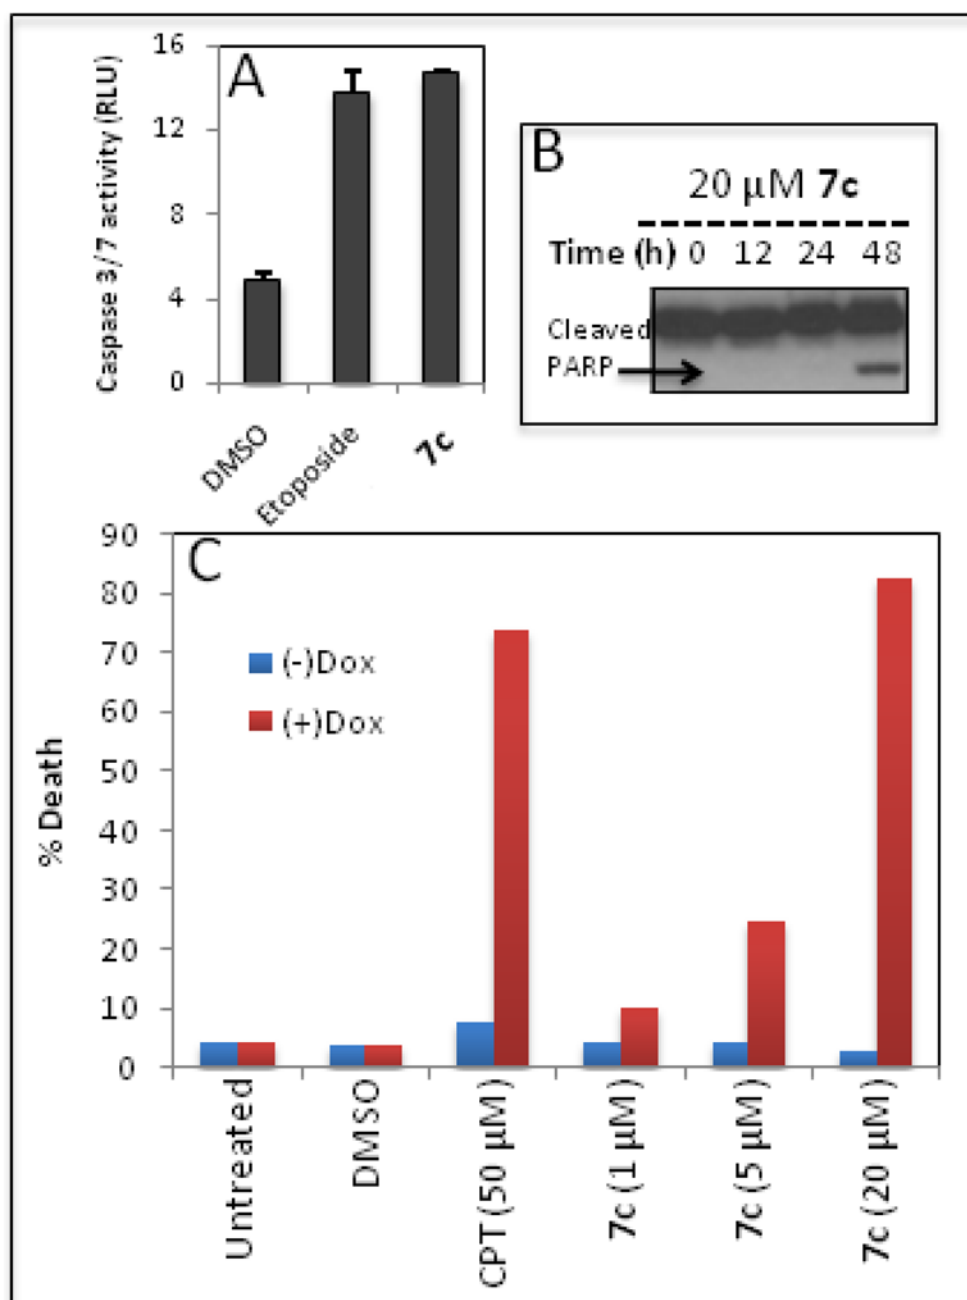 A
16
12
8
4
0
Caspase 3/7 activity (RLU)
DMSO
Etoposide
7c
B
20 μM 7c
Time (h) 0 12 24 48
Cleaved
PARP
C
90
80
70
60
50
40
30
20
10
0
% Death
(-)Dox
(+)Dox
Untreated
DMSO
CPT (50 μM)
7c (1 μM)
7c (5 μM)
7c (20 μM)